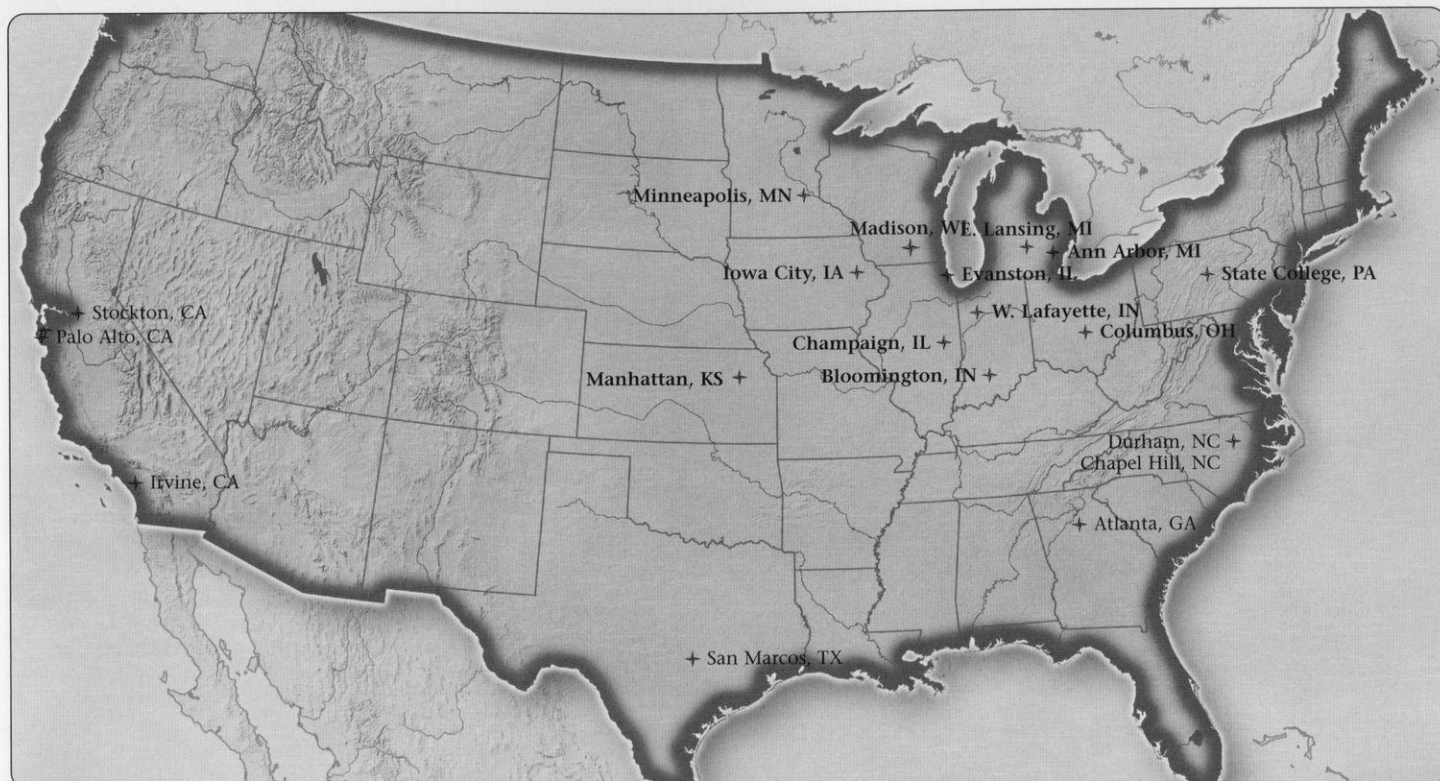 Minneapolis, MN
Madison, WI
E. Lansing, MI
Ann Arbor, MI
Iowa City, IA
Evanston, IL
State College, PA
Stockton, CA
W. Lafayette, IN
Palo Alto, CA
Columbus, OH
Champaign, IL
Manhattan, KS
Bloomington, IN
Durham, NC
Chapel Hill, NC
Irvine, CA
Atlanta, GA
San Marcos, TX